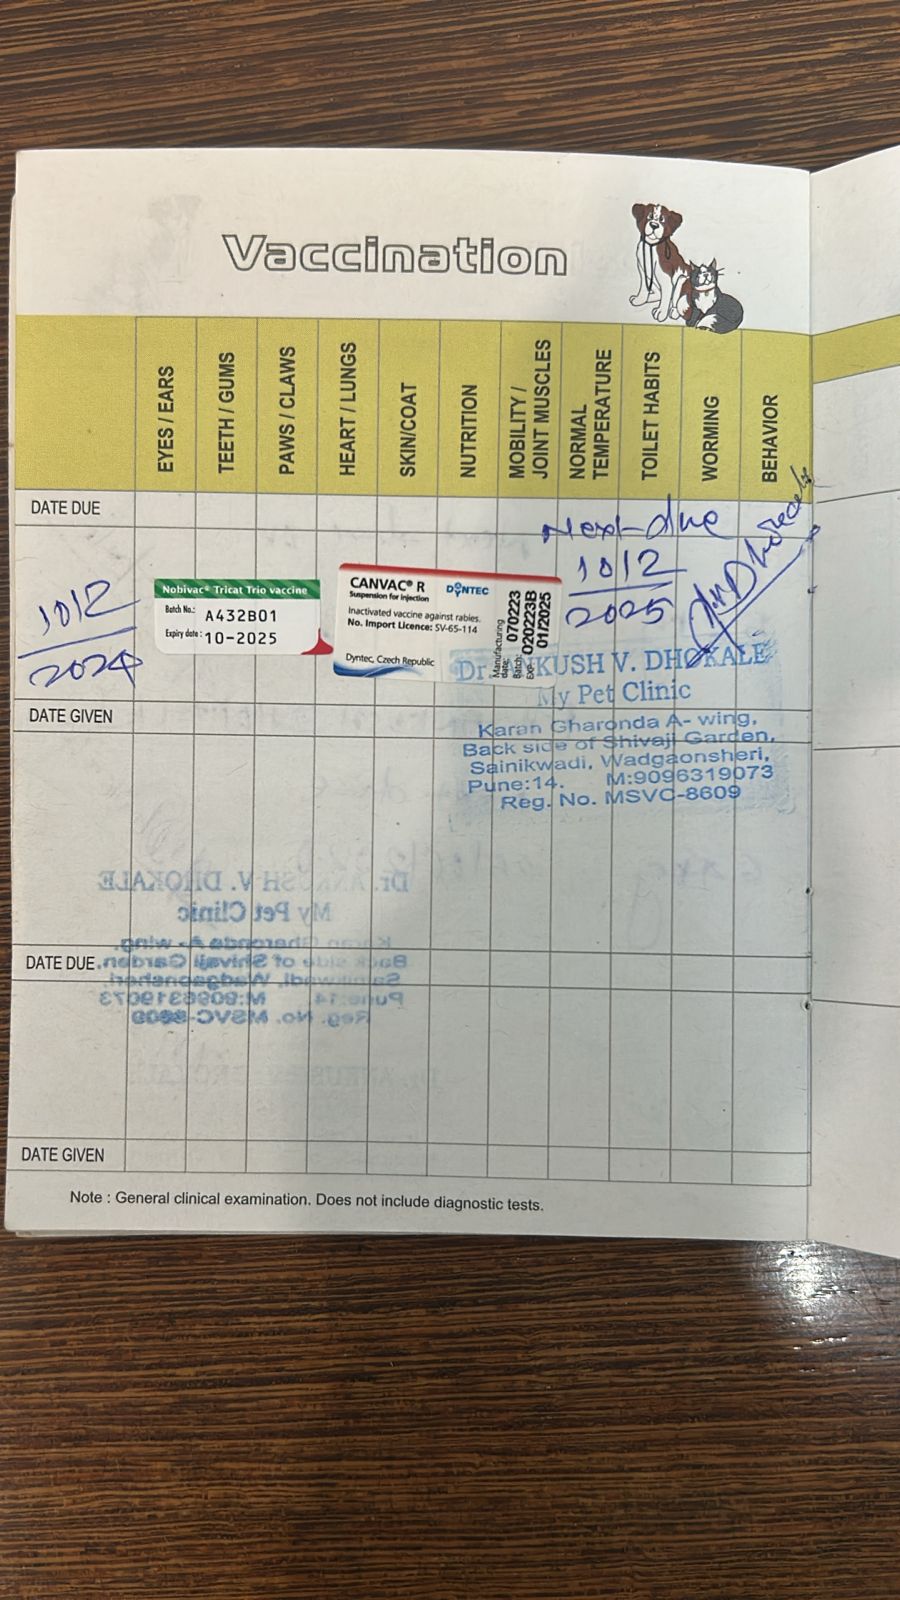 Vaccination
EYES / EARS
TEETH / GUMS
PAWS / CLAWS
HEART / LUNGS
SKIN/COAT
NUTRITION
MOBILITY /
JOINT MUSCLES
NORMAL
TEMPERATURE
TOILET HABITS
WORMING
BEHAVIOR
DATE DUE
Next-due
10|2
2025
10|2
2024
Nobivac® Tricat Trio vaccine
Batch No.: A432B01
Expiry date: 10-2025
CANVAC® R
DYNTEC
Suspension for injection
Inactivated vaccine against rabies.
No. Import Licence: SV-65-114
Dyntec, Czech Republic
Manufacturing date: 070223
Batch: 020223B
EXP.: 01/2025
Dr. ANKUSH V. DHOKALE
My Pet Clinic
Karan Gharonda A- wing,
Back side of Shivaji Garden,
Sainikwadi, Wadgaonsheri,
Pune:14. M:9096319073
Reg. No. MSVC-8609
DATE GIVEN
DATE DUE
DATE GIVEN
Note : General clinical examination. Does not include diagnostic tests.